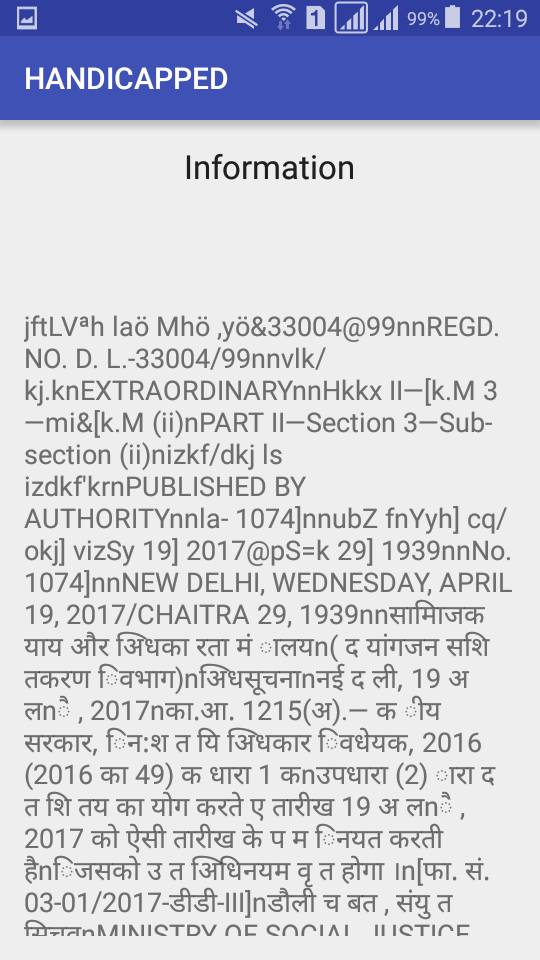 1
99%
22:19
HANDICAPPED
Information
jftLVªh laö Mhö ,yö&33004@99nnREGD.
NO. D. L.-33004/99nnvlk/
kj.knEXTRAORDINARYnnHkkx II—[k.M 3
—mi&[k.M (ii)nPART II—Section 3—Sub-
section (ii)nizkf/dkj ls
izdkf'krnPUBLISHED BY
AUTHORITYnnla- 1074]nnubZ fnYyh] cq/
okj] vizSy 19] 2017@pS=k 29] 1939nnNo.
1074]nnNEW DELHI, WEDNESDAY, APRIL
19, 2017/CHAITRA 29, 1939nnसामािजक
याय और अिधका रता मं ालयn( द यांगजन सशि
तकरण िवभाग)nअिधसूचनाnनई द ली, 19 अ
लnै , 2017nका.आ. 1215(अ).— क ीय
सरकार, िन:श त यि अिधकार िवधेयक, 2016
(2016 का 49) क धारा 1 कnउपधारा (2) ारा द
त शि तय का योग करते ए तारीख 19 अ लnै ,
2017 को ऐसी तारीख के प म िनयत करती
हैnिजसको उ त अिधिनयम वृ त होगा ।n[फा. सं.
03-01/2017-डीडी-III]nडौली च बत , संयु त
सिचवnMINISTRY OF SOCIAL JUSTICE